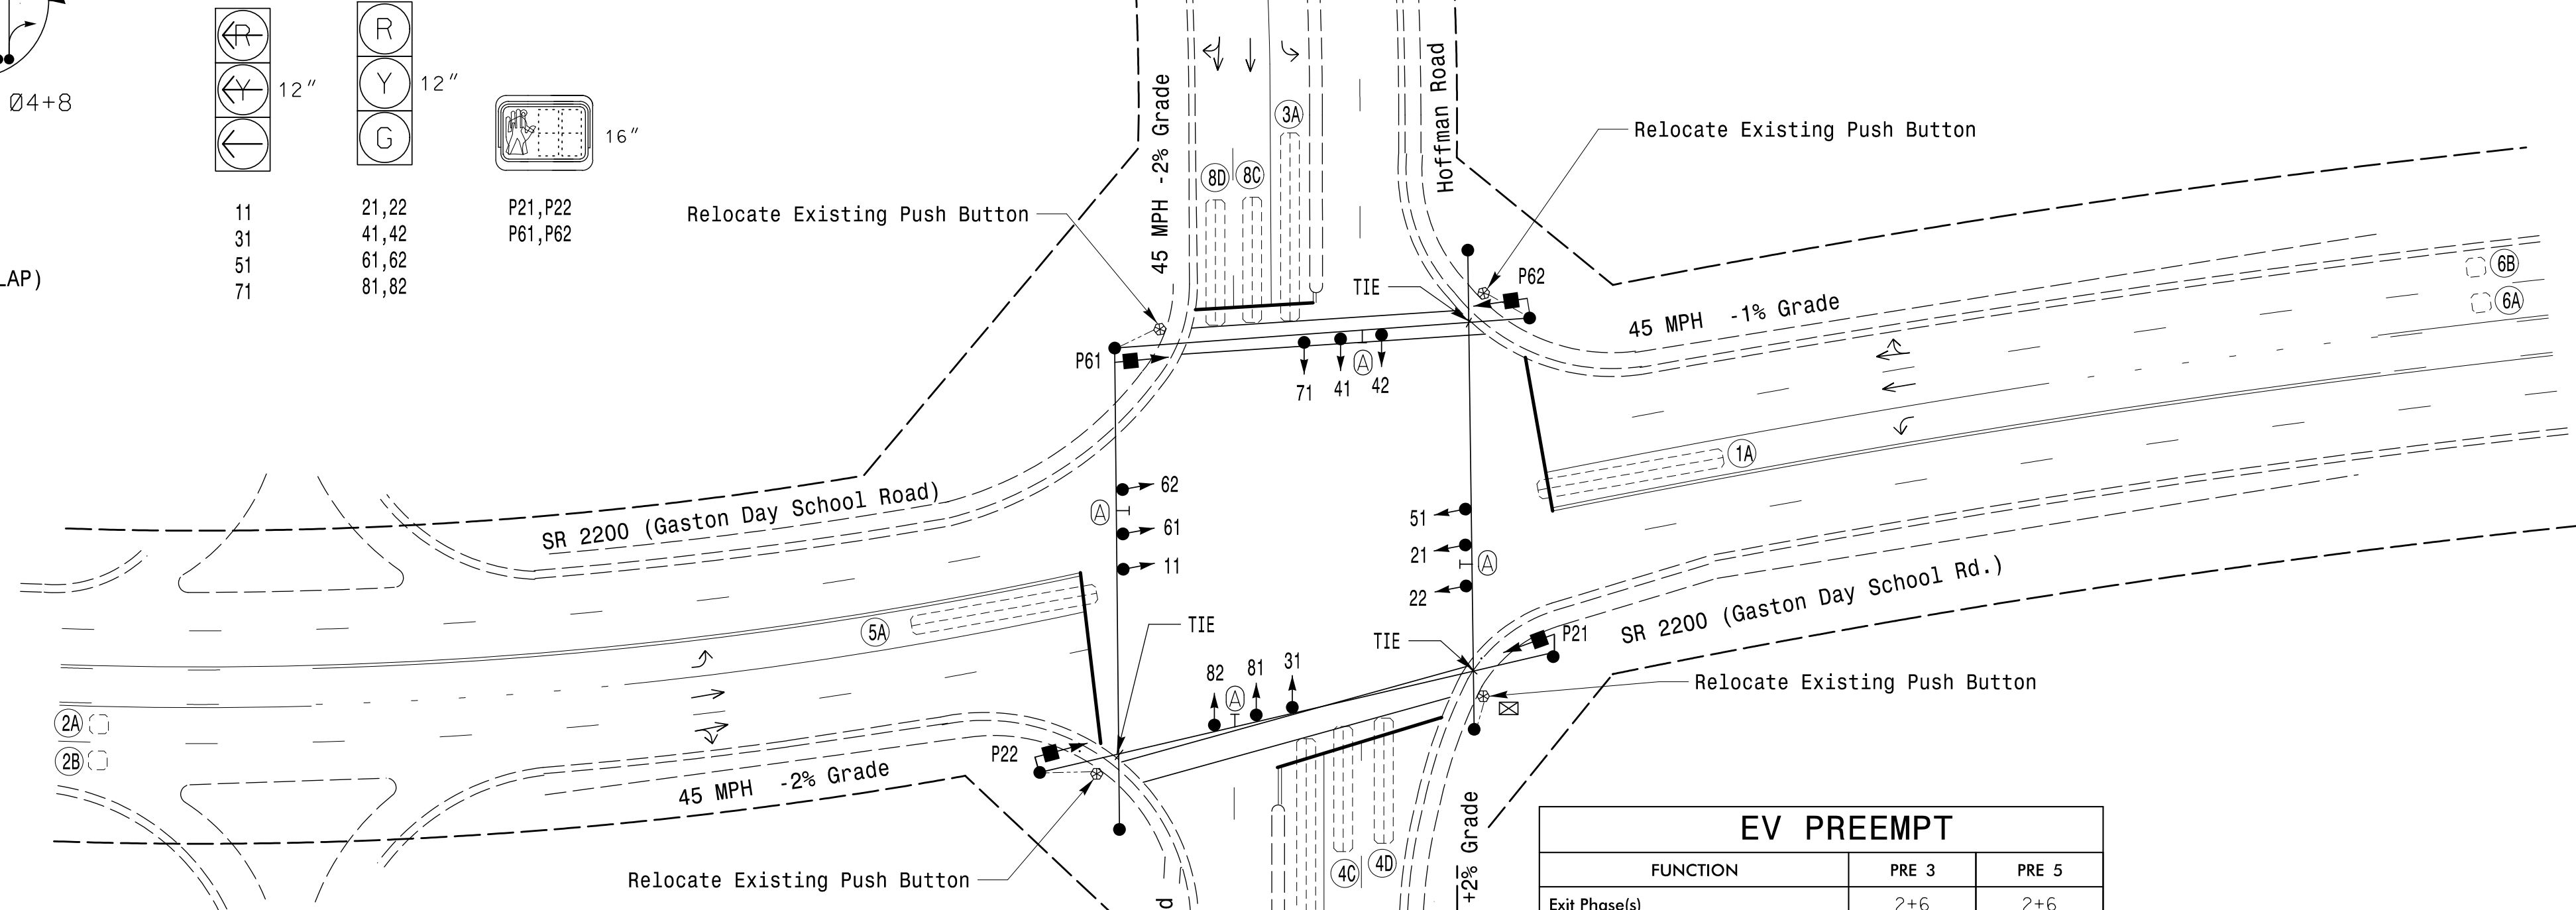 Ø4+8
R
Y
12"
R
Y
G
12"
16"
11
31
51
71
21,22
41,42
61,62
81,82
P21,P22
P61,P62
LAP)
Relocate Existing Push Button
45 MPH -2% Grade
Hoffman Road
Relocate Existing Push Button
3A
8D
8C
TIE
P62
45 MPH -1% Grade
6B
6A
P61
71
41
A
42
1A
SR 2200 (Gaston Day School Road)
62
A
61
11
51
21
A
22
5A
TIE
TIE
P21
SR 2200 (Gaston Day School Rd.)
82
A
81
31
Relocate Existing Push Button
2A
2B
P22
45 MPH -2% Grade
Relocate Existing Push Button
4C
4D
+2% Grade
d
EV PREEMPT
FUNCTION PRE 3 PRE 5
Exit Phase(s) 2+6 2+6